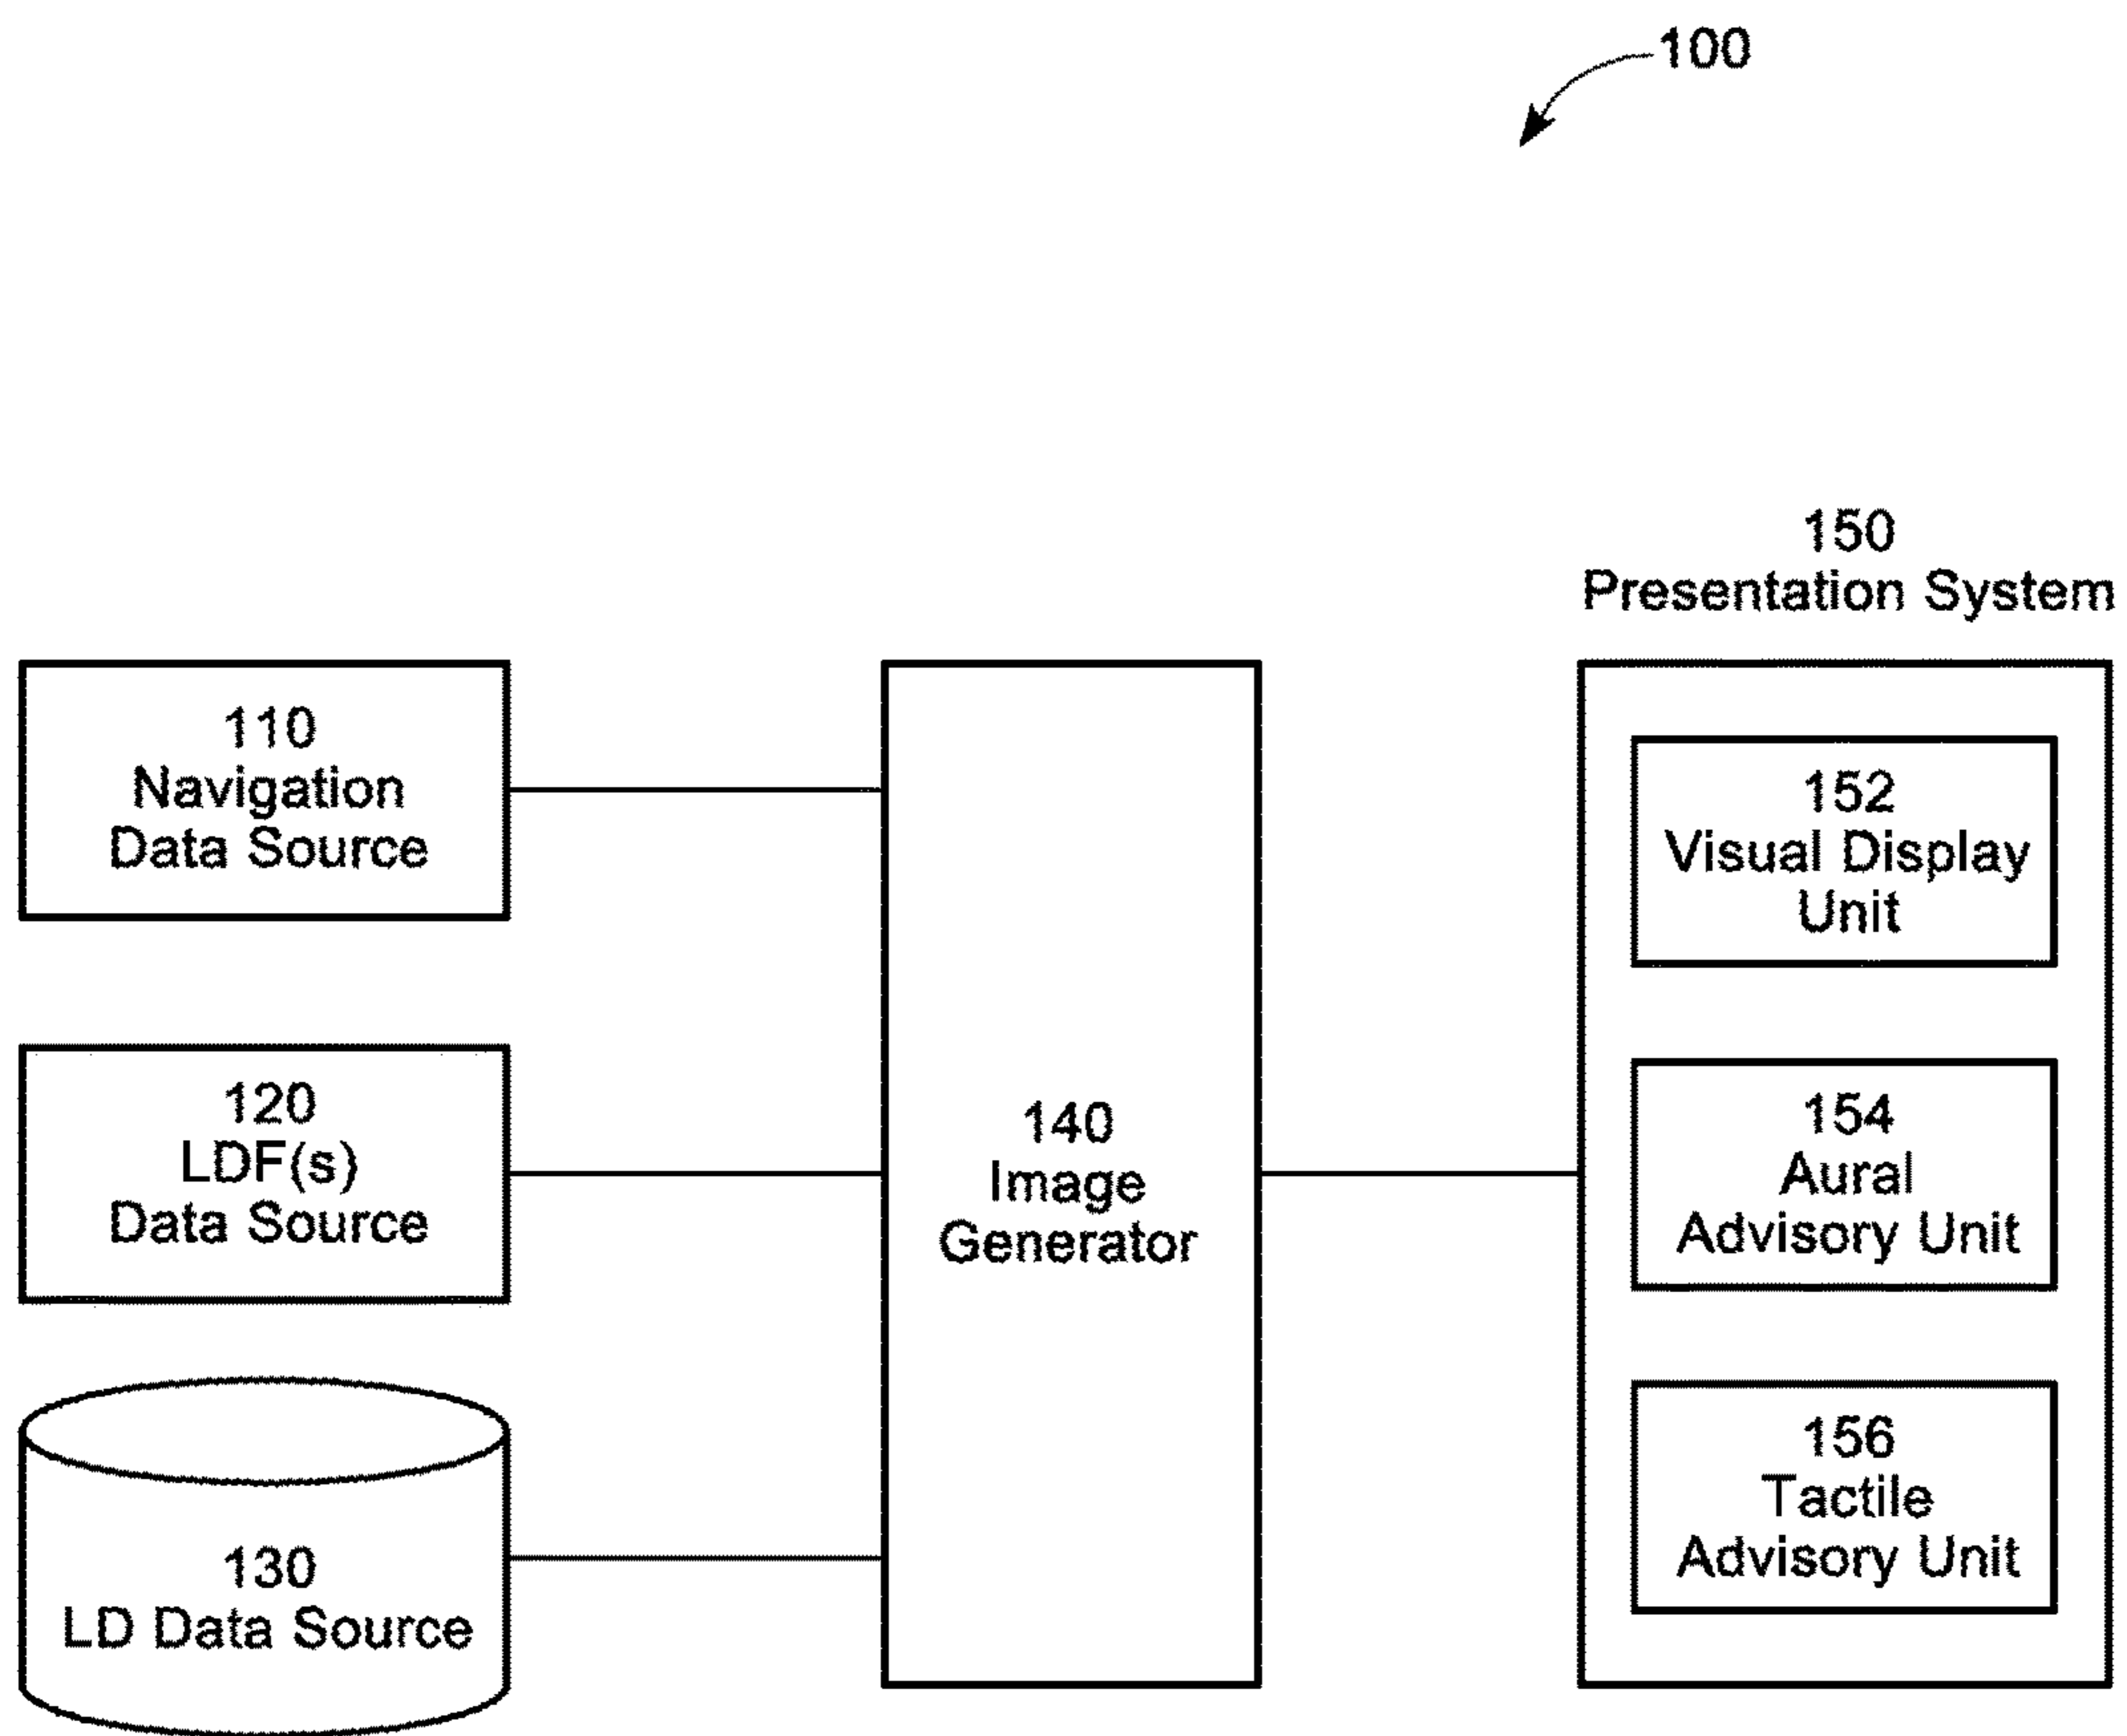 100
150
Presentation System
110
Navigation
Data Source
120
LDF(s)
Data Source
130
LD Data Source
140
Image
Generator
152
Visual Display
Unit
154
Aural
Advisory Unit
156
Tactile
Advisory Unit